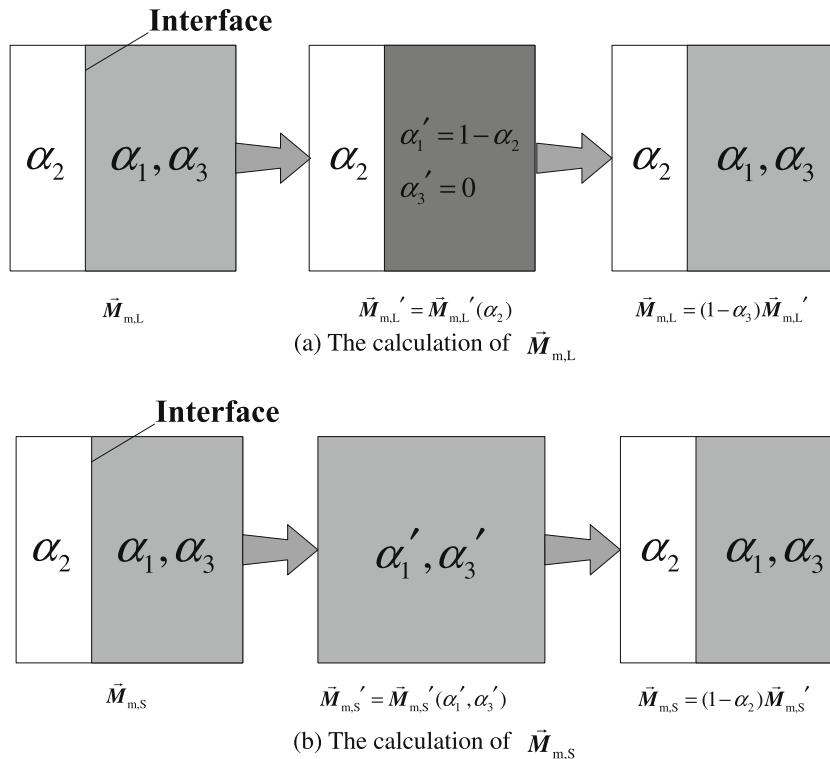 Interface
α₂ α₁, α₃ α₂ α₁′ = 1−α₂ α₂ α₁, α₃
α₃′ = 0
M⃗ₘ,L M⃗ₘ,L′ = M⃗ₘ,L′(α₂) M⃗ₘ,L = (1−α₃)M⃗ₘ,L′
(a) The calculation of M⃗ₘ,L
Interface
α₂ α₁, α₃ α₁′, α₃′ α₂ α₁, α₃
M⃗ₘ,S M⃗ₘ,S′ = M⃗ₘ,S′(α₁′, α₃′) M⃗ₘ,S = (1−α₂)M⃗ₘ,S′
(b) The calculation of M⃗ₘ,S